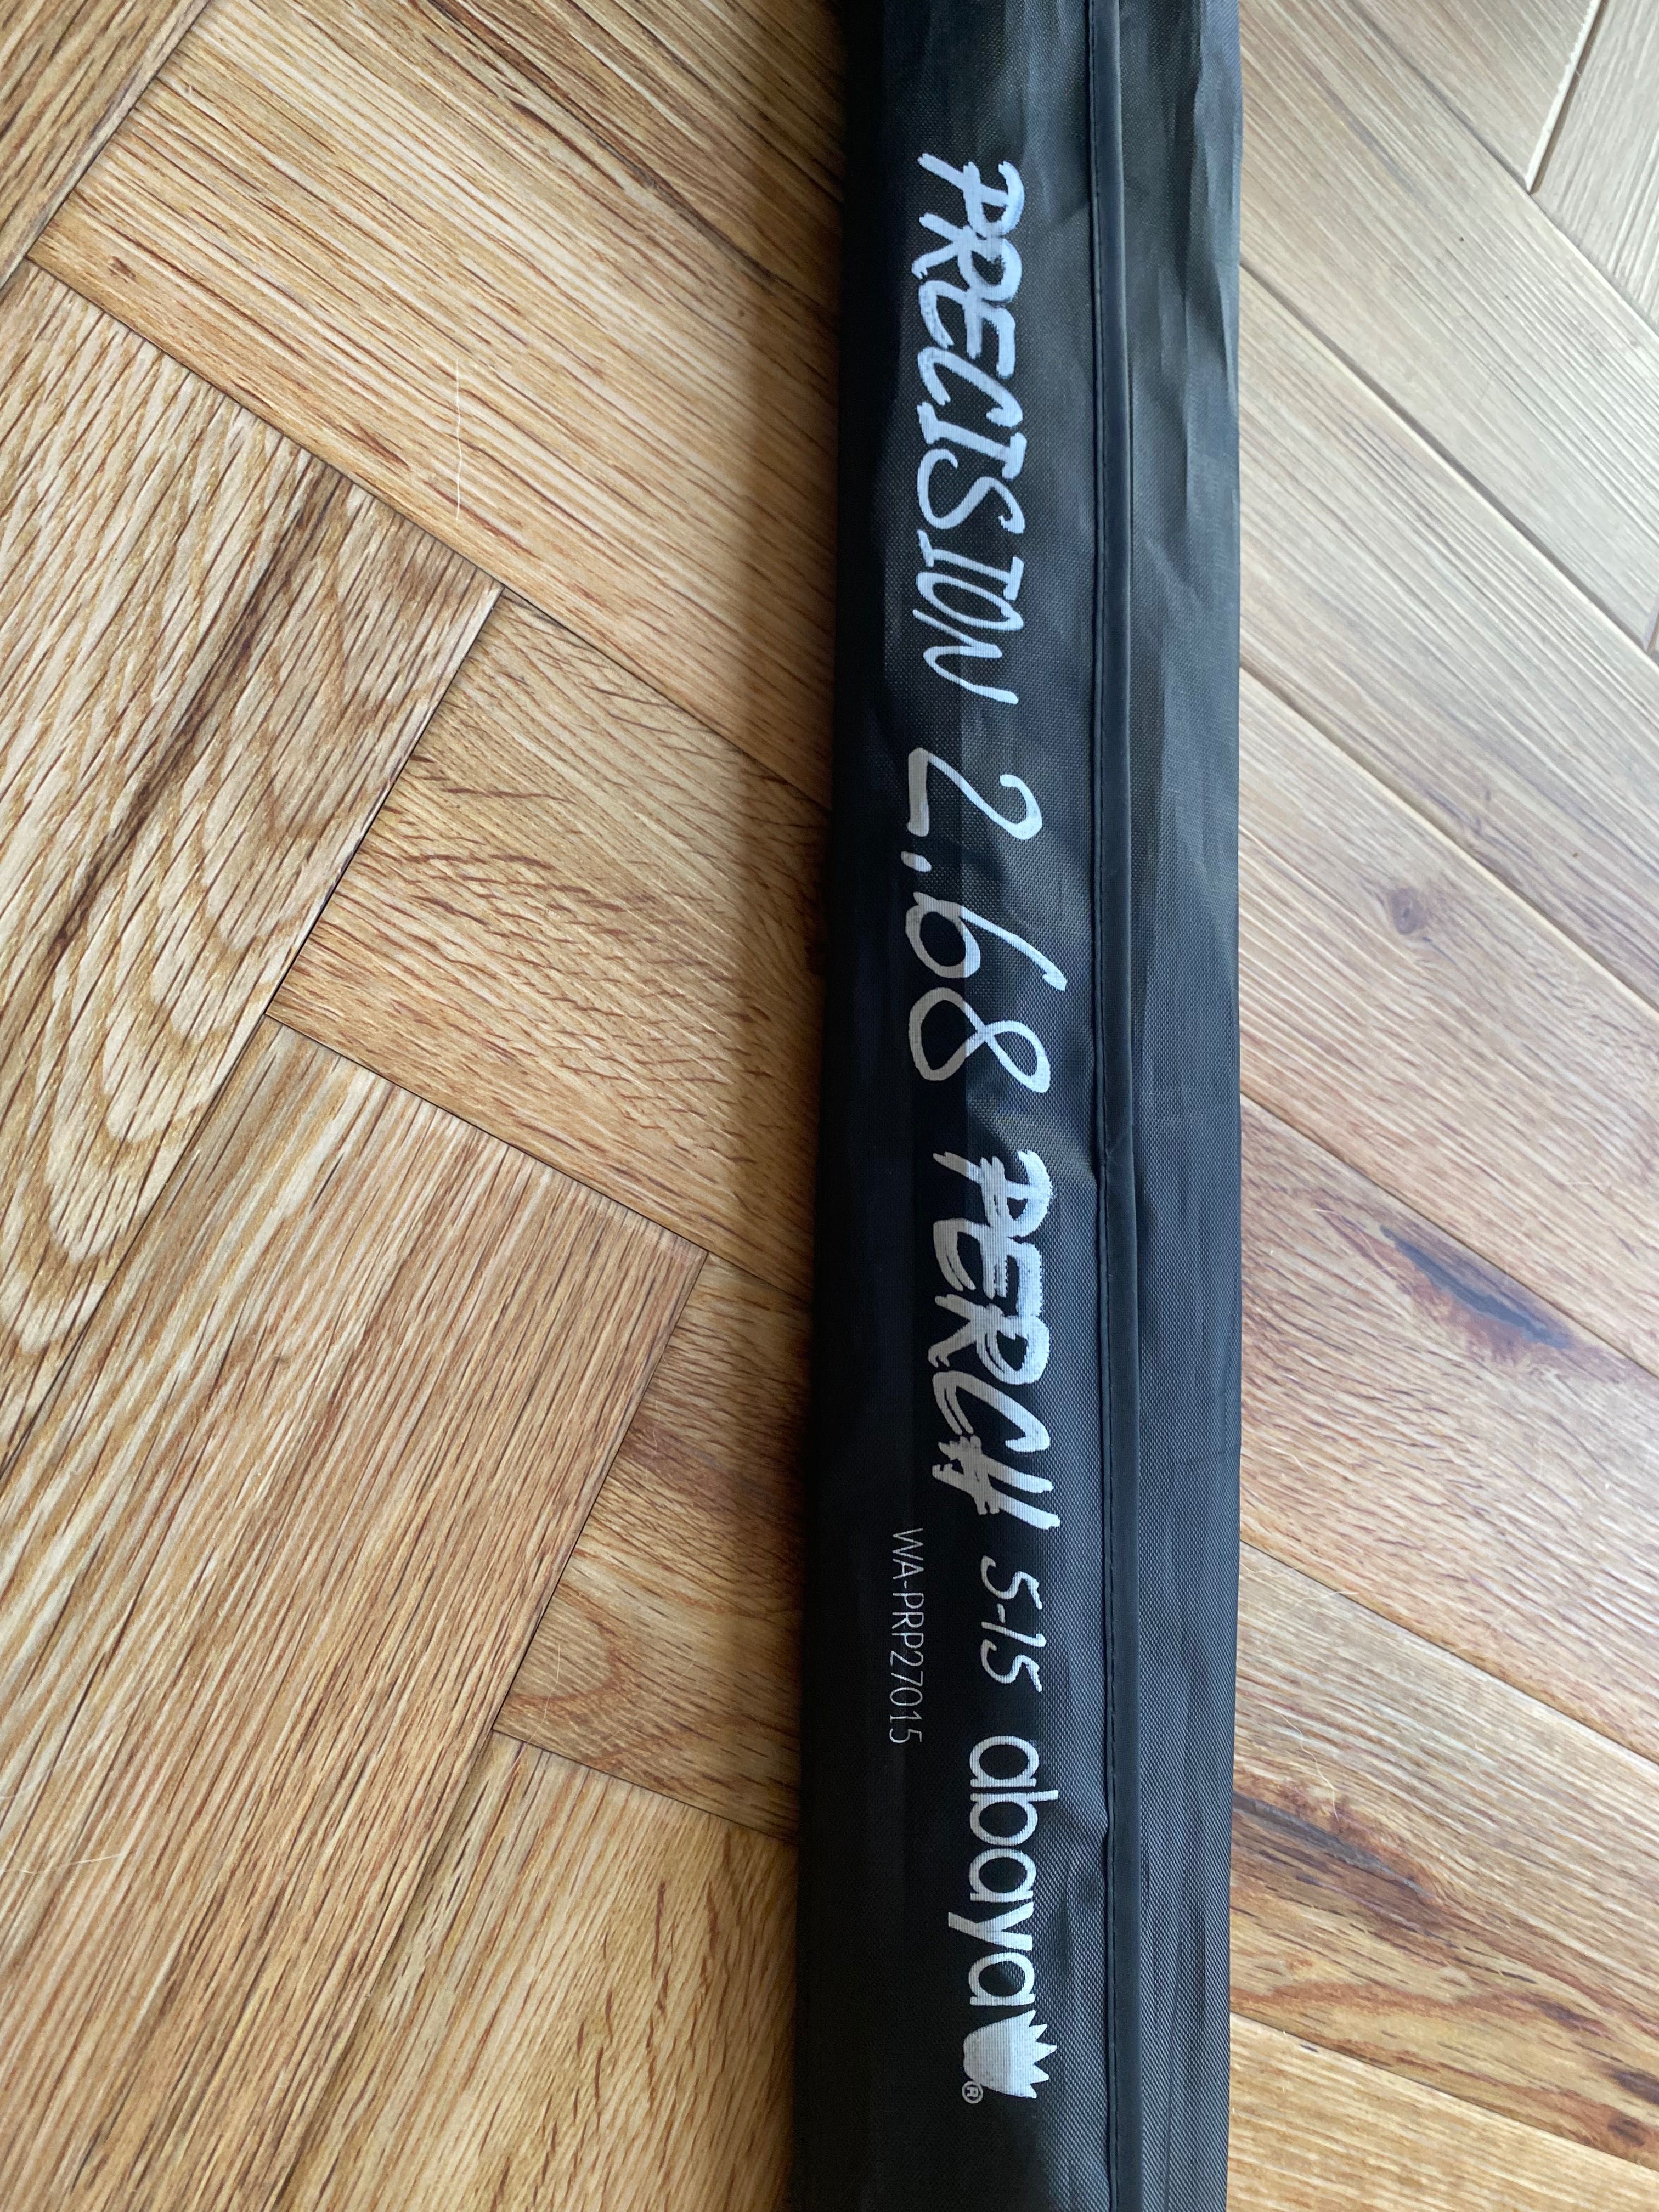 PRECISION 2.68 PERCH 5-15 abaya®
WA-PRP27015